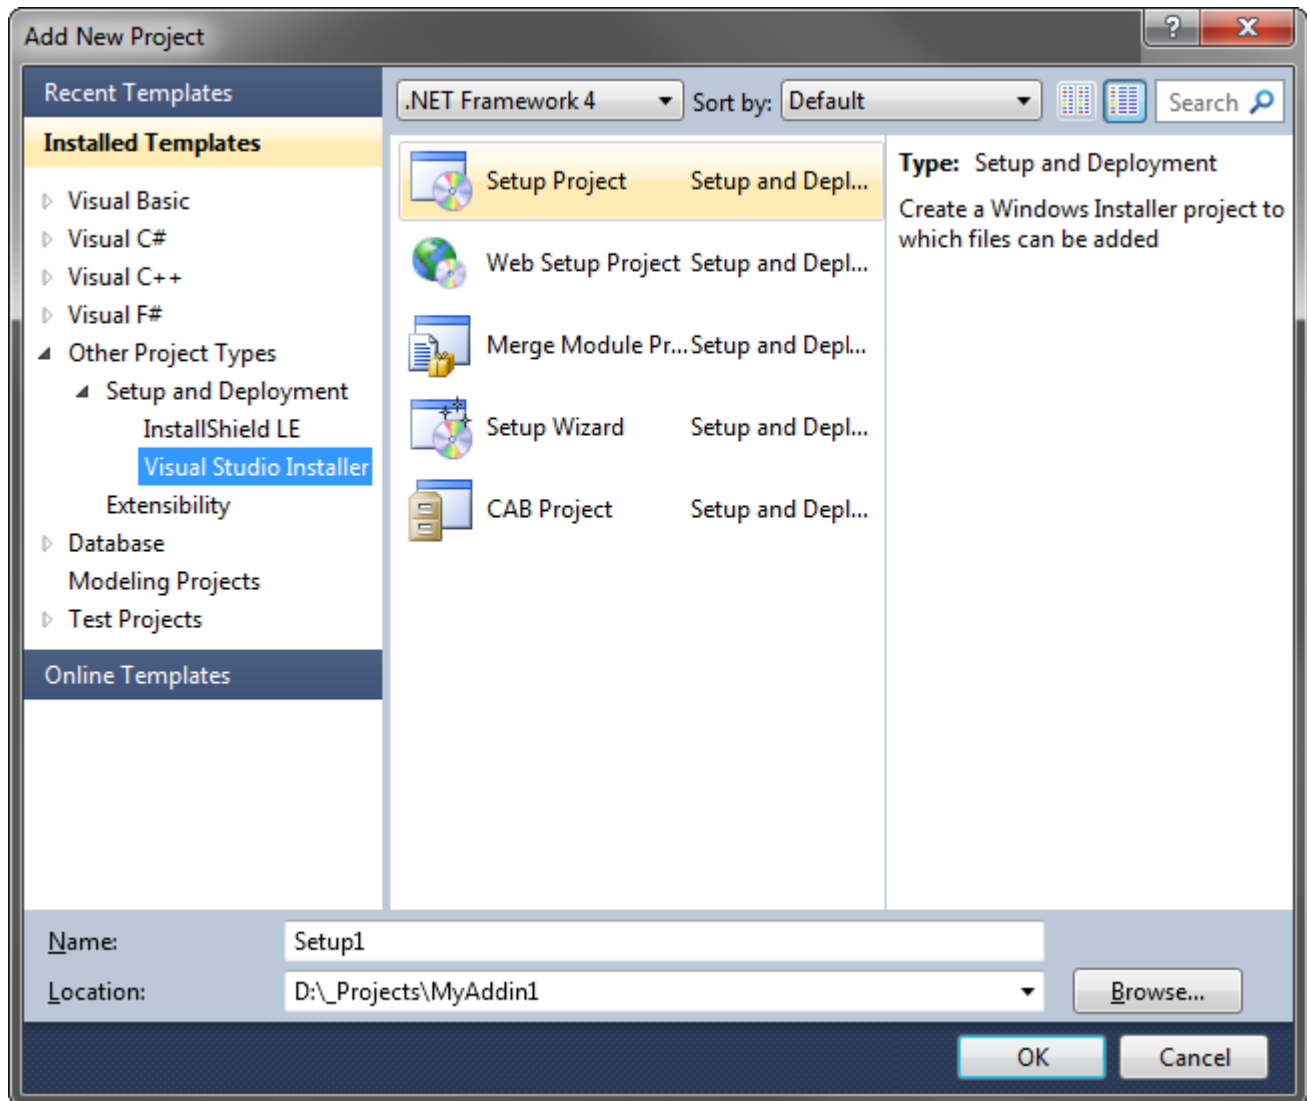 Add New Project
?
Recent Templates
Installed Templates
Visual Basic
Visual C#
Visual C++
Visual F#
Other Project Types
Setup and Deployment
InstallShield LE
Visual Studio Installer
Extensibility
Database
Modeling Projects
Test Projects
Online Templates
.NET Framework 4 Sort by: Default Search
Setup Project Setup and Depl...
Web Setup Project Setup and Depl...
Merge Module Pr... Setup and Depl...
Setup Wizard Setup and Depl...
CAB Project Setup and Depl...
Type: Setup and Deployment
Create a Windows Installer project to
which files can be added
Name: Setup1
Location: D:\_Projects\MyAddin1 Browse...
OK Cancel